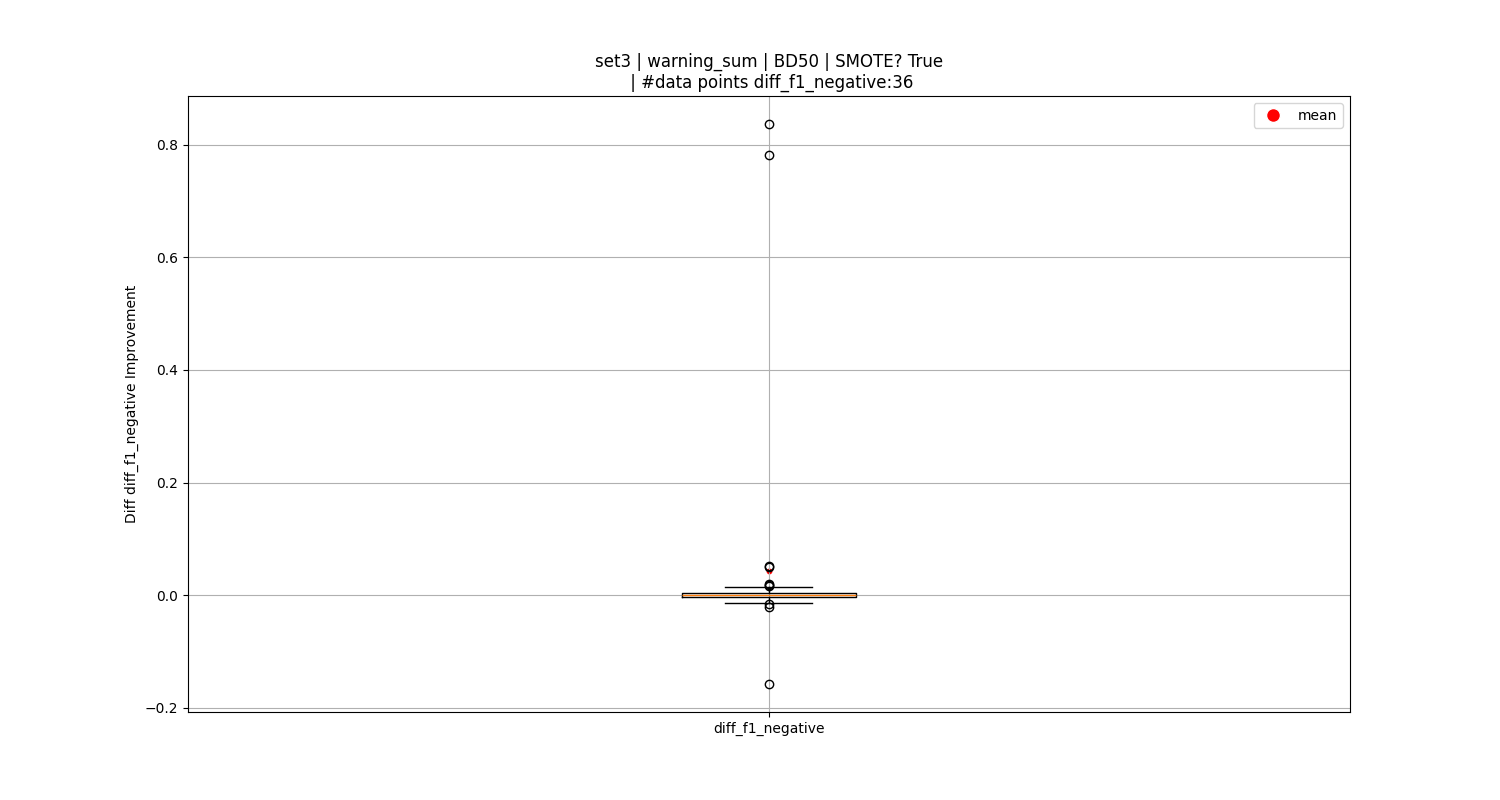 set3 | warning_sum | BD50 | SMOTE? True
| #data points diff_f1_negative:36
mean
0.8
0.6
0.4
0.2
0.0
−0.2
Diff diff_f1_negative Improvement
diff_f1_negative